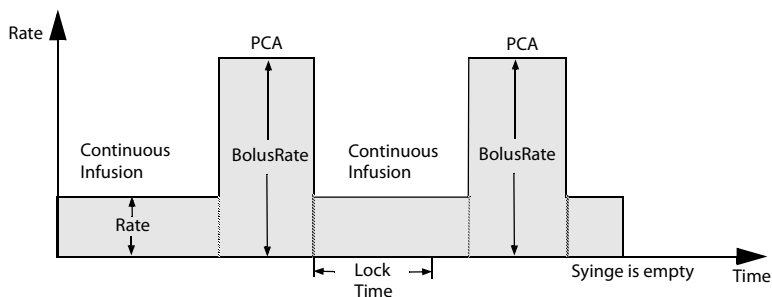 Rate
PCA
PCA
Continuous
Infusion
BolusRate
Continuous
Infusion
BolusRate
Rate
Lock
Time
Syinge is empty
Time